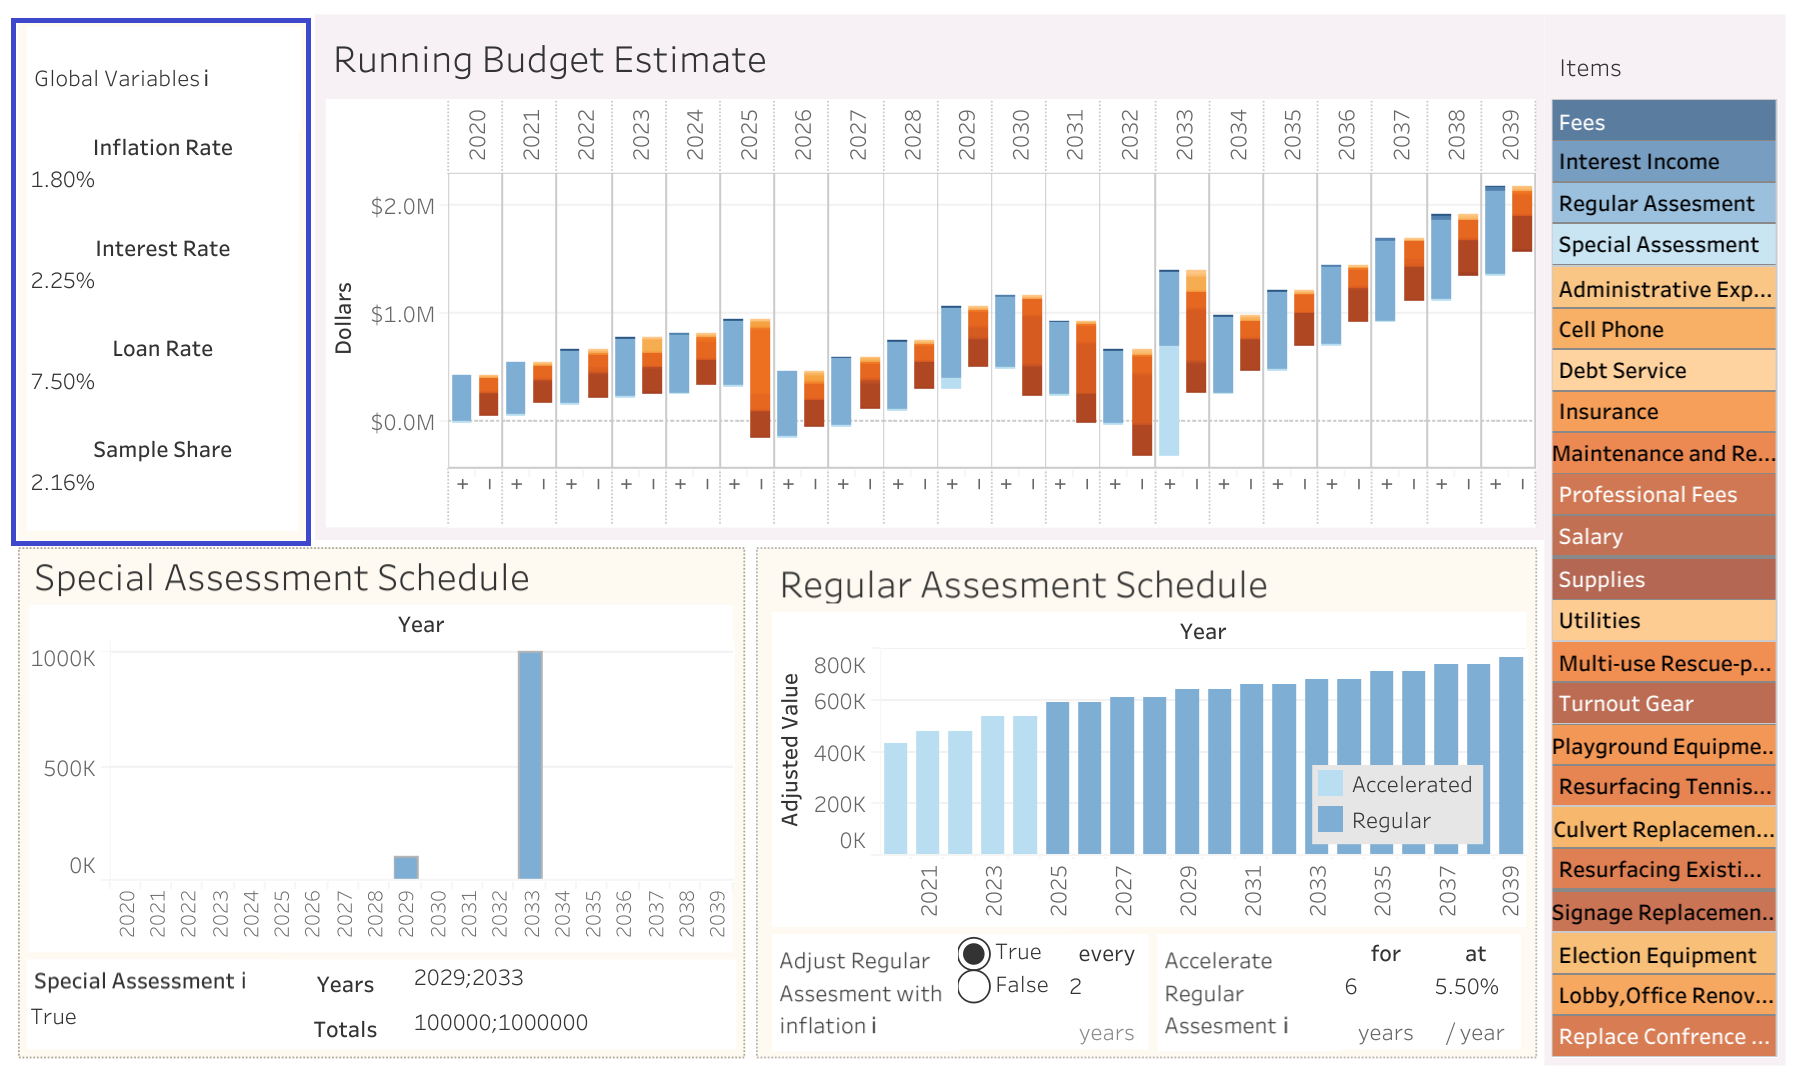 Global Variables i
Inflation Rate
1.80%
Interest Rate
2.25%
Loan Rate
7.50%
Sample Share
2.16%
Running Budget Estimate
2020 2021 2022 2023 2024 2025 2026 2027 2028 2029 2030 2031 2032 2033 2034 2035 2036 2037 2038 2039
Dollars
$2.0M
$1.0M
$0.0M
+ – + – + – + – + – + – + – + – + – + – + – + – + – + – + – + – + – + – + – + –
Items
Fees
Interest Income
Regular Assesment
Special Assessment
Administrative Exp...
Cell Phone
Debt Service
Insurance
Maintenance and Re...
Professional Fees
Salary
Supplies
Utilities
Multi-use Rescue-p...
Turnout Gear
Playground Equipme..
Resurfacing Tennis...
Culvert Replacemen...
Resurfacing Existi...
Signage Replacemen..
Election Equipment
Lobby,Office Renov...
Replace Confrence ...
Special Assessment Schedule
Year
1000K
500K
0K
2020 2021 2022 2023 2024 2025 2026 2027 2028 2029 2030 2031 2032 2033 2034 2035 2036 2037 2038 2039
Special Assessment i
True
Years 2029;2033
Totals 100000;1000000
Regular Assesment Schedule
Year
Adjusted Value
800K
600K
400K
200K
0K
Accelerated
Regular
2021 2023 2025 2027 2029 2031 2033 2035 2037 2039
Adjust Regular
Assesment with
inflation i
True
False
every
2
years
Accelerate
Regular
Assesment i
for
6
years
at
5.50%
/ year